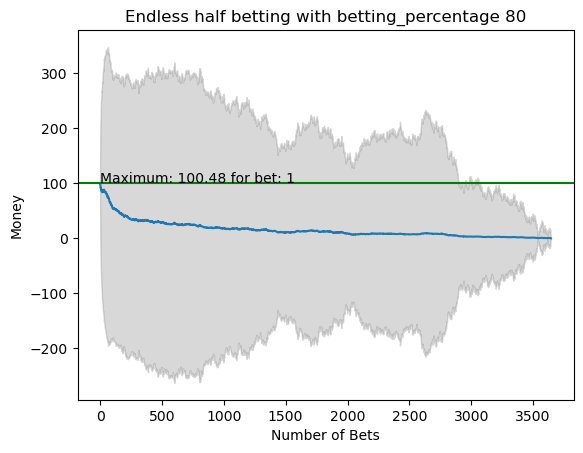 Endless half betting with betting_percentage 80
Money
300
200
100
0
−100
−200
Maximum: 100.48 for bet: 1
0 500 1000 1500 2000 2500 3000 3500
Number of Bets